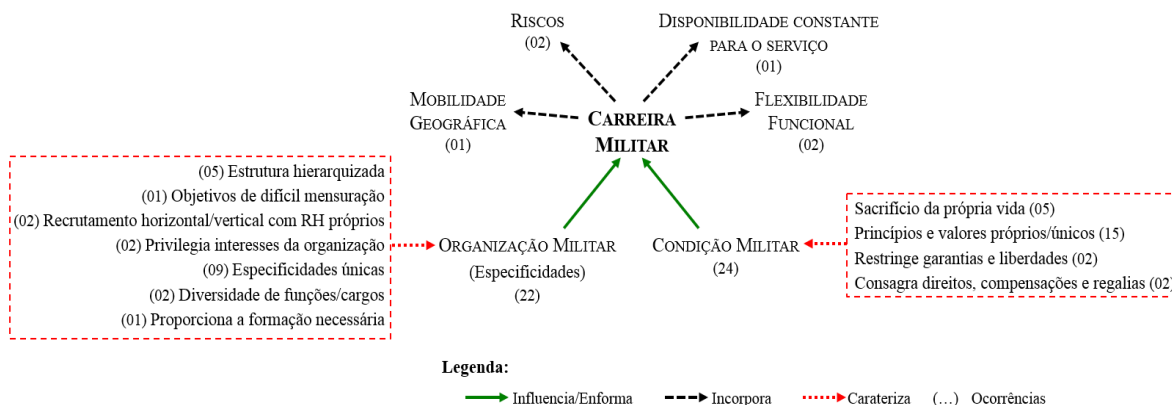 RISCOS
(02)
DISPONIBILIDADE CONSTANTE
PARA O SERVIÇO
(01)
MOBILIDADE
GEOGRÁFICA
(01)
CARREIRA
MILITAR
FLEXIBILIDADE
FUNCIONAL
(02)
(05) Estrutura hierarquizada
(01) Objetivos de difícil mensuração
(02) Recrutamento horizontal/vertical com RH próprios
(02) Privilegia interesses da organização
(09) Especificidades únicas
(02) Diversidade de funções/cargos
(01) Proporciona a formação necessária
ORGANIZAÇÃO MILITAR
(Especificidades)
(22)
CONDIÇÃO MILITAR
(24)
Sacrifício da própria vida (05)
Princípios e valores próprios/únicos (15)
Restringe garantias e liberdades (02)
Consagra direitos, compensações e regalias (02)
Legenda:
Influencia/Enforma
Incorpora
Carateriza
(…) Ocorrências